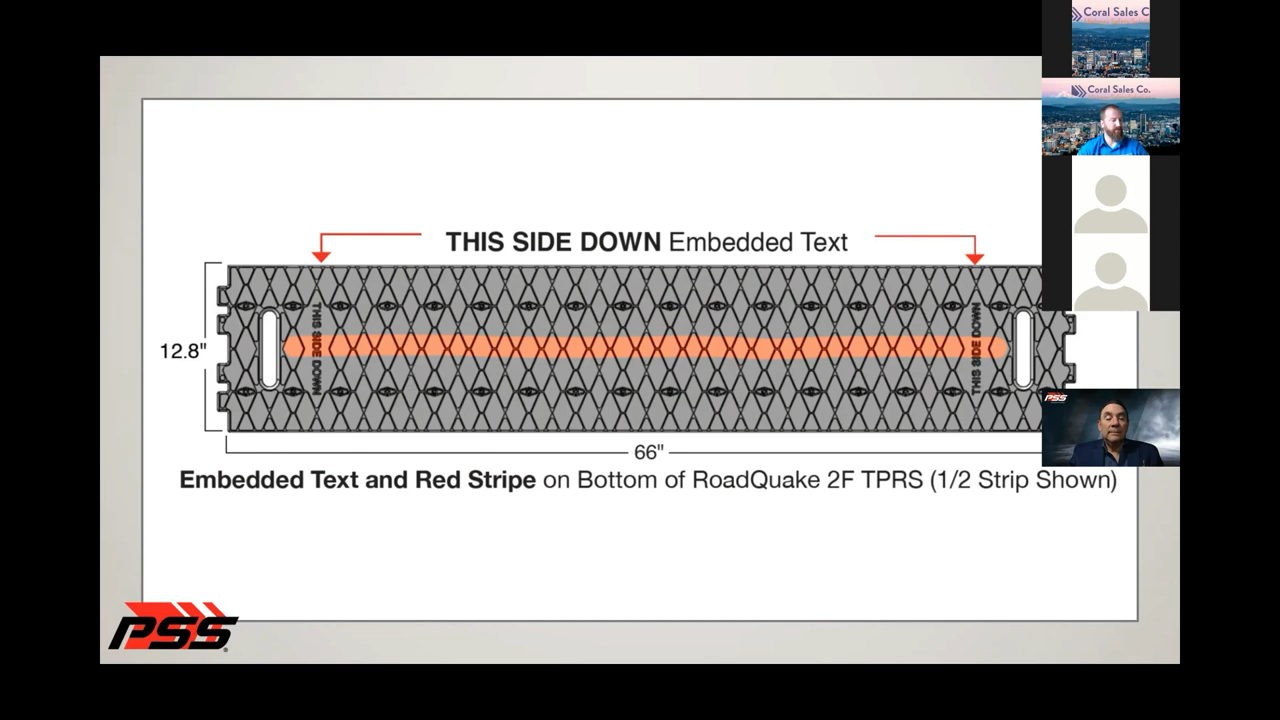 Coral Sales C
Coral Sales Co.
THIS SIDE DOWN Embedded Text
THIS SIDE DOWN
THIS SIDE DOWN
12.8"
66"
PSS
Embedded Text and Red Stripe on Bottom of RoadQuake 2F TPRS (1/2 Strip Shown)
PSS